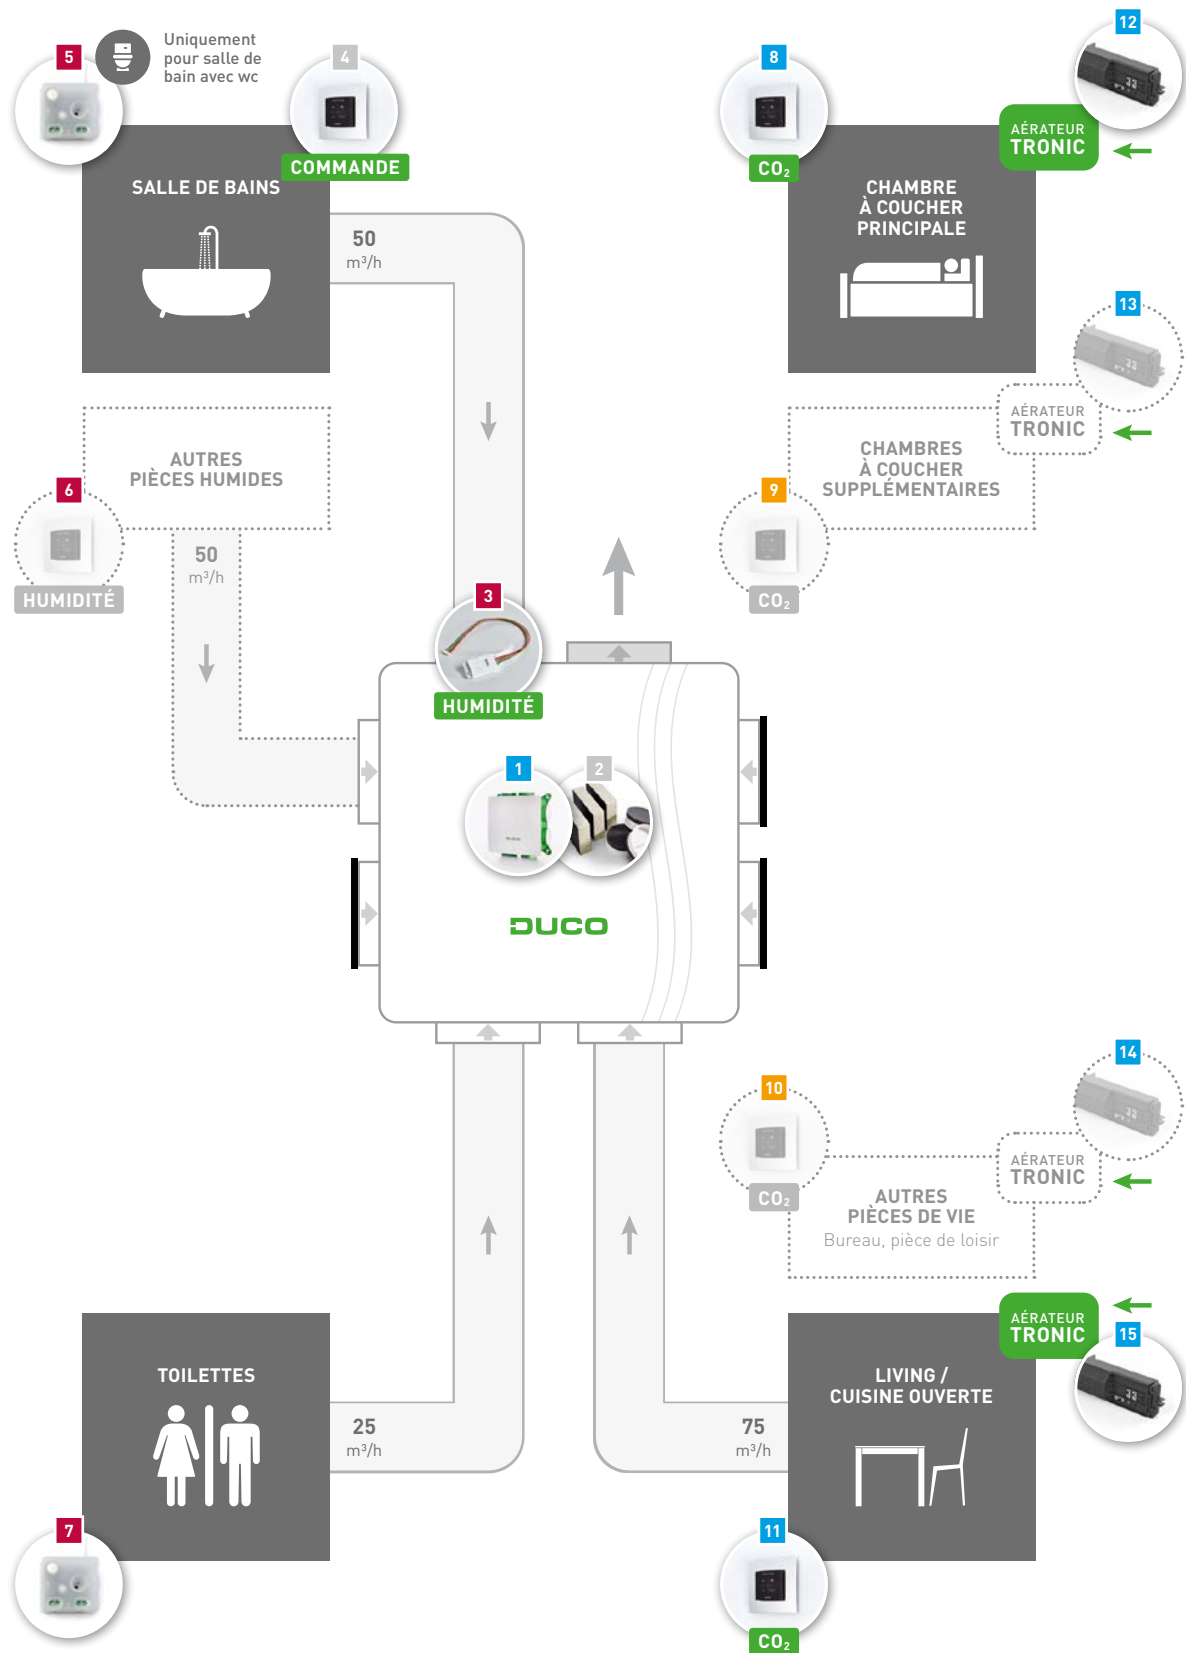 5
Uniquement
pour salle de
bain avec wc
4
COMMANDE
SALLE DE BAINS
50
m³/h
8
CO₂
12
AÉRATEUR
TRONIC
CHAMBRE
À COUCHER
PRINCIPALE
13
AÉRATEUR
TRONIC
CHAMBRES
À COUCHER
SUPPLÉMENTAIRES
9
CO₂
AUTRES
PIÈCES HUMIDES
6
HUMIDITÉ
50
m³/h
3
HUMIDITÉ
1
2
DUCO
14
10
AÉRATEUR
TRONIC
CO₂
AUTRES
PIÈCES DE VIE
Bureau, pièce de loisir
AÉRATEUR
TRONIC
15
TOILETTES
25
m³/h
75
m³/h
LIVING /
CUISINE OUVERTE
7
11
CO₂